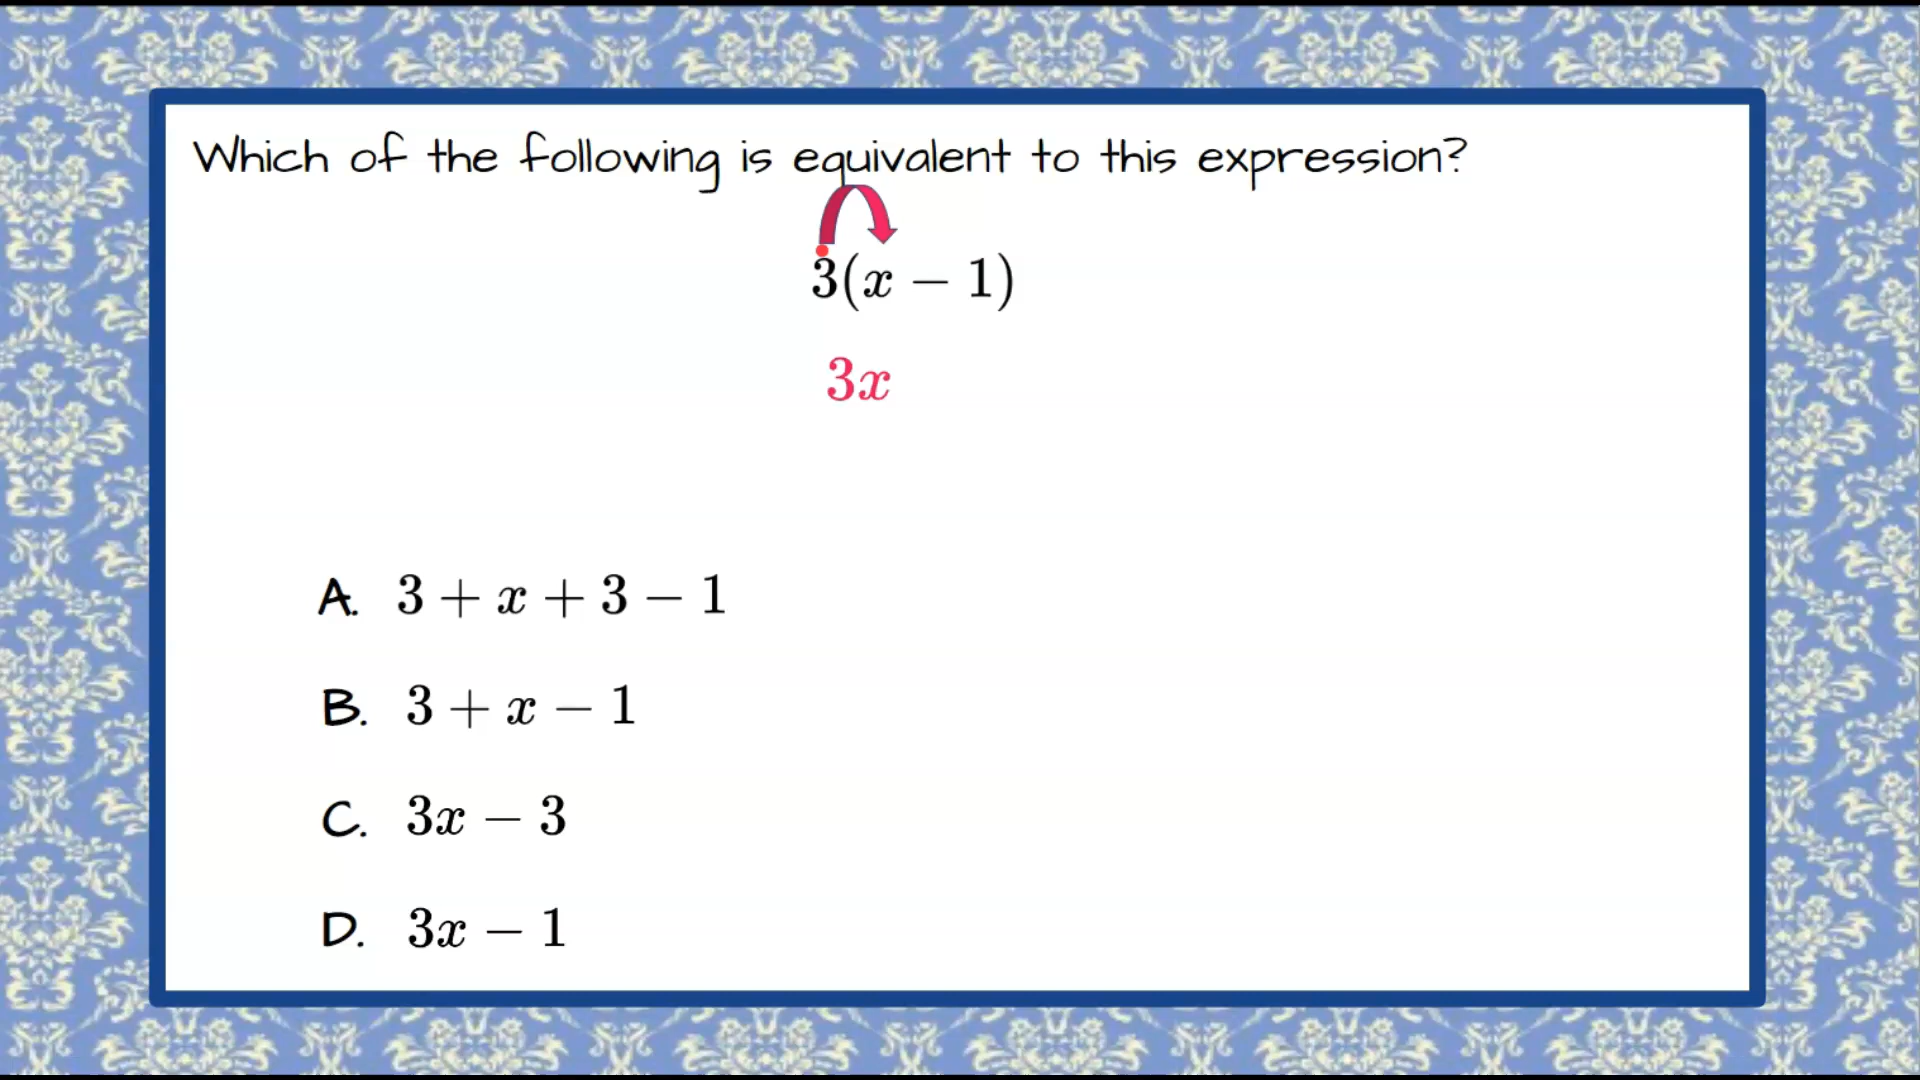 Which of the following is equivalent to this expression?
3(x − 1)
3x
A. 3 + x + 3 − 1
B. 3 + x − 1
C. 3x − 3
D. 3x − 1